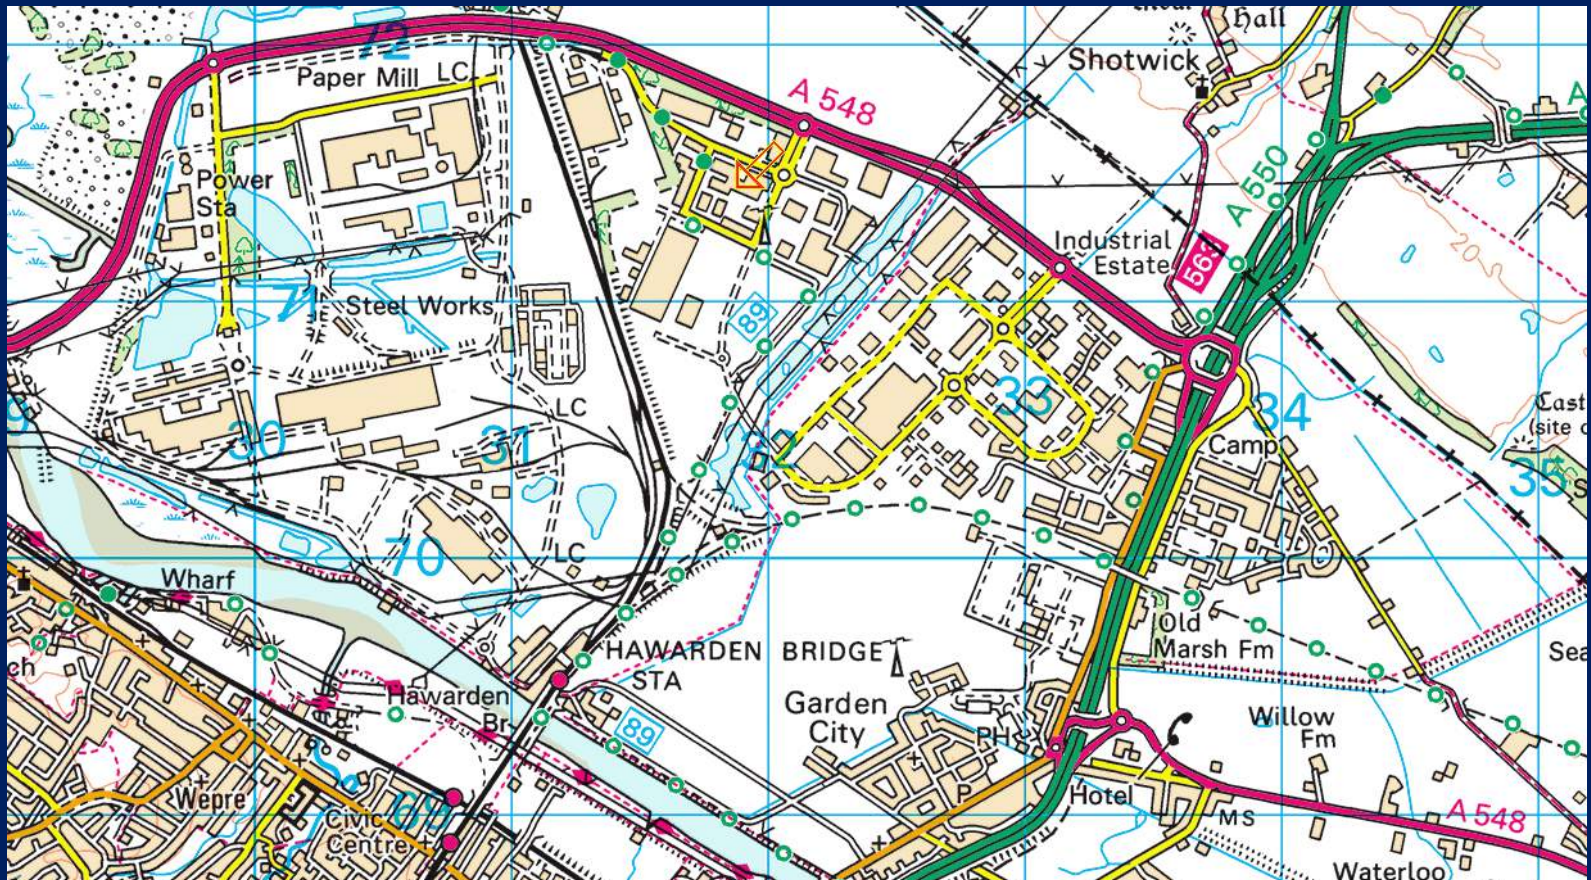 Hall
Shotwick
72
Paper Mill
LC
A 548
A 550
A
Power
Sta
Industrial
Estate
563
20
71
Steel Works
89
33
34
Cast
(site o
LC
9
30
31
32
Camp
35
S
70
LC
Wharf
Old
Marsh Fm
HAWARDEN BRIDGE
STA
Sea
ch
Hawarden
Br
Garden
City
Willow
Fm
89
PH
Wepre
P
Hotel
69
Civic
Centre
MS
A 548
Waterloo